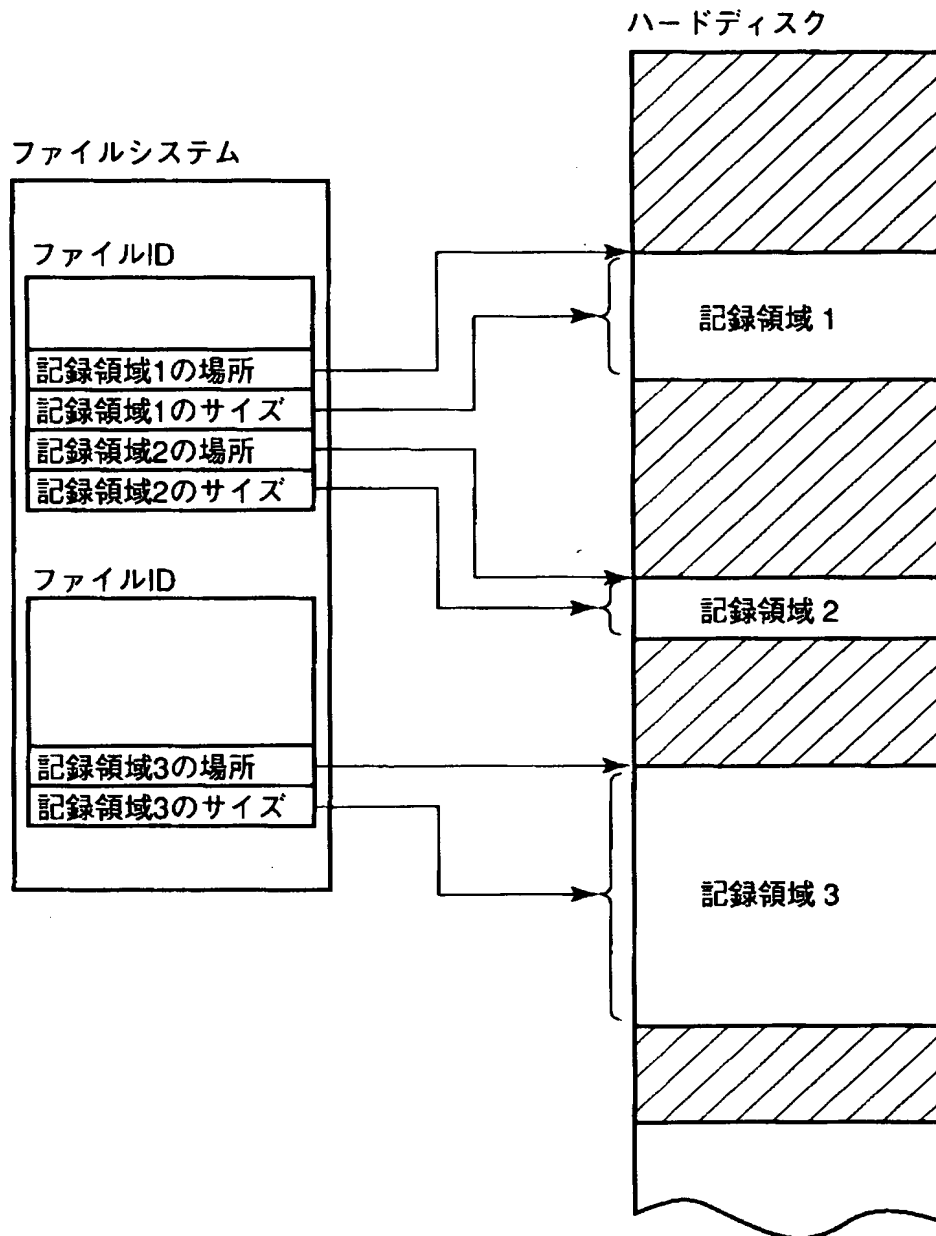 ハードディスク
ファイルシステム
ファイルID
記録領域1の場所
記録領域1のサイズ
記録領域2の場所
記録領域2のサイズ
ファイルID
記録領域3の場所
記録領域3のサイズ
記録領域 1
記録領域 2
記録領域 3